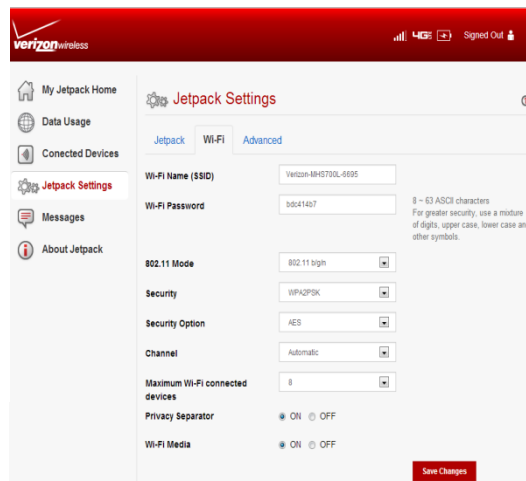 verizonwireless
4GE Signed Out
My Jetpack Home
Data Usage
Conected Devices
Jetpack Settings
Messages
About Jetpack
Jetpack Settings
Jetpack Wi-Fi Advanced
Wi-Fi Name (SSID) Verizon-MHS700L-6695
Wi-Fi Password bdc414b7
8 ~ 63 ASCII characters
For greater security, use a mixture
of digits, upper case, lower case an
other symbols.
802.11 Mode 802.11 b/g/n
Security WPA2PSK
Security Option AES
Channel Automatic
Maximum Wi-Fi connected 8
devices
Privacy Separator ON OFF
Wi-Fi Media ON OFF
Save Changes